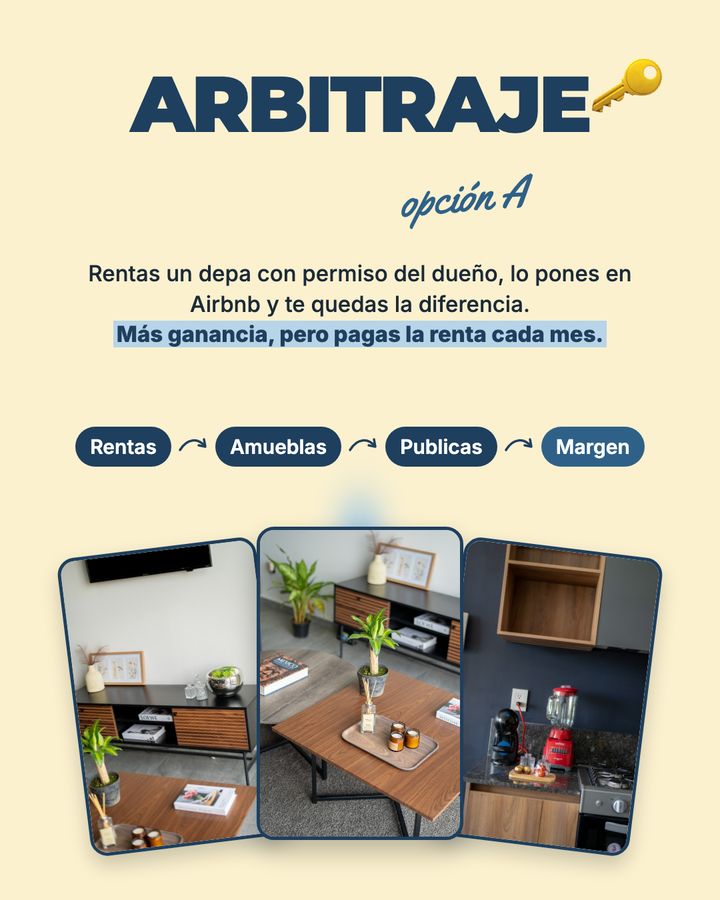 ARBITRAJE
opción A
Rentas un depa con permiso del dueño, lo pones en
Airbnb y te quedas la diferencia.
Más ganancia, pero pagas la renta cada mes.
Rentas
Amueblas
Publicas
Margen
LOEWE
MEXICO